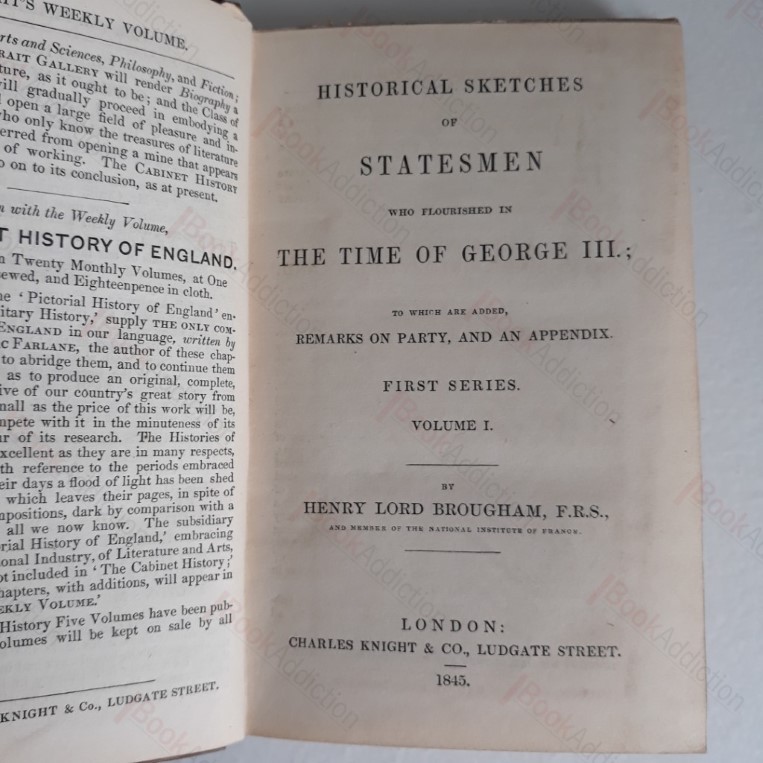 IT'S WEEKLY VOLUME.
rts and Sciences, Philosophy, and Fiction;
RAIT GALLERY will render Biography a
ture, as it ought to be; and the Class of
vill gradually proceed in embodying a
l open a large field of pleasure and in-
who only know the treasures of literature
erred from opening a mine that appears
of working. The CABINET HISTORY
o on to its conclusion, as at present.
n with the Weekly Volume,
T HISTORY OF ENGLAND.
n Twenty Monthly Volumes, at One
sewed, and Eighteenpence in cloth.
he 'Pictorial History of England' en-
litary History,' supply THE ONLY COM-
ENGLAND in our language, written by
c FARLANE, the author of these chap-
to abridge them, and to continue them
as to produce an original, complete,
ive of our country's great story from
mall as the price of this work will be,
mpete with it in the minuteness of its
ur of its research. The Histories of
excellent as they are in many respects,
th reference to the periods embraced
eir days a flood of light has been shed
which leaves their pages, in spite of
mpositions, dark by comparison with a
all we now know. The subsidiary
orial History of England,' embracing
ional Industry, of Literature and Arts,
ot included in 'The Cabinet History;'
hapters, with additions, will appear in
EKLY VOLUME.'
History Five Volumes have been pub-
olumes will be kept on sale by all
KNIGHT & Co., LUDGATE STREET.
HISTORICAL SKETCHES
OF
STATESMEN
WHO FLOURISHED IN
THE TIME OF GEORGE III.;
TO WHICH ARE ADDED,
REMARKS ON PARTY, AND AN APPENDIX.
FIRST SERIES.
VOLUME I.
BY
HENRY LORD BROUGHAM, F.R.S.,
AND MEMBER OF THE NATIONAL INSTITUTE OF FRANCE.
LONDON:
CHARLES KNIGHT & CO., LUDGATE STREET.
1845.
BookAddiction